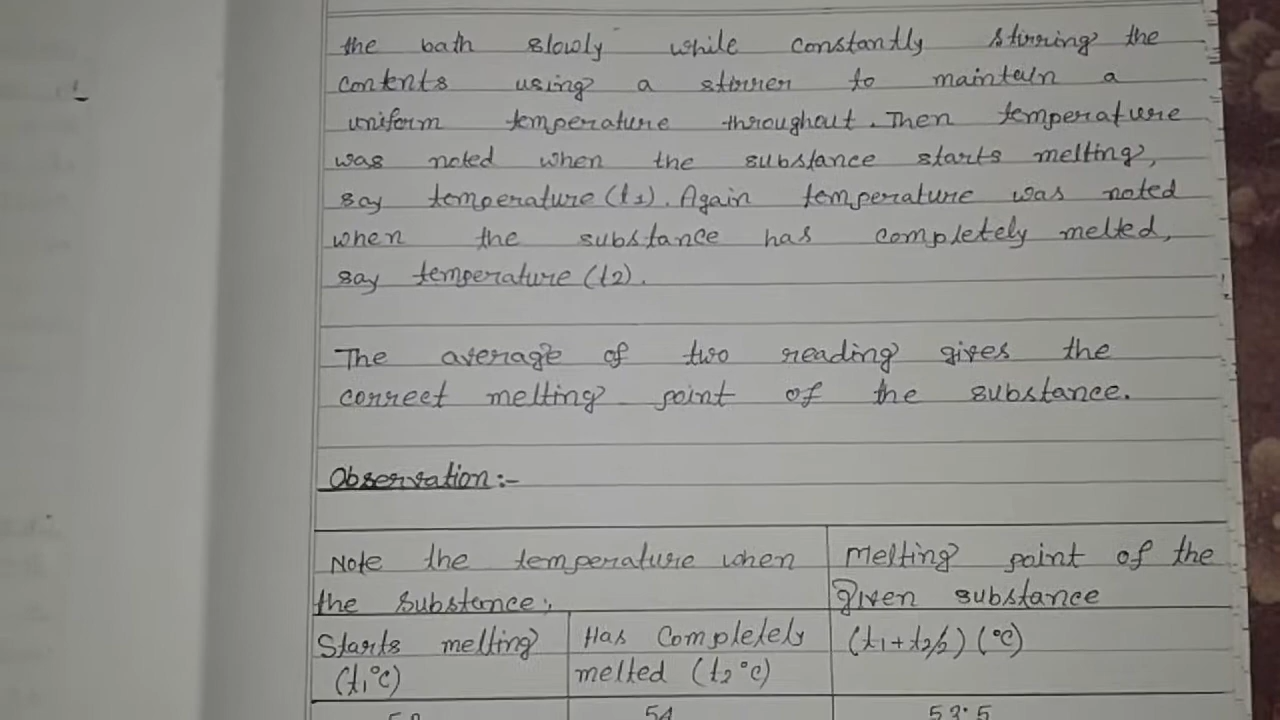 the bath slowly while constantly stirring the
contents using a stirrer to maintain a
uniform temperature throughout. Then temperature
was noted when the substance starts melting,
say temperature (t1). Again temperature was noted
when the substance has completely melted,
say temperature (t2).
The average of two reading gives the
correct melting point of the substance.
Observation:-
Note the temperature when
the substance,
Melting point of the
given substance
Starts melting
(t₁°C)
Has Completely
melted (t₂°C)
(t₁+t₂/2) (°C)
54
53.5